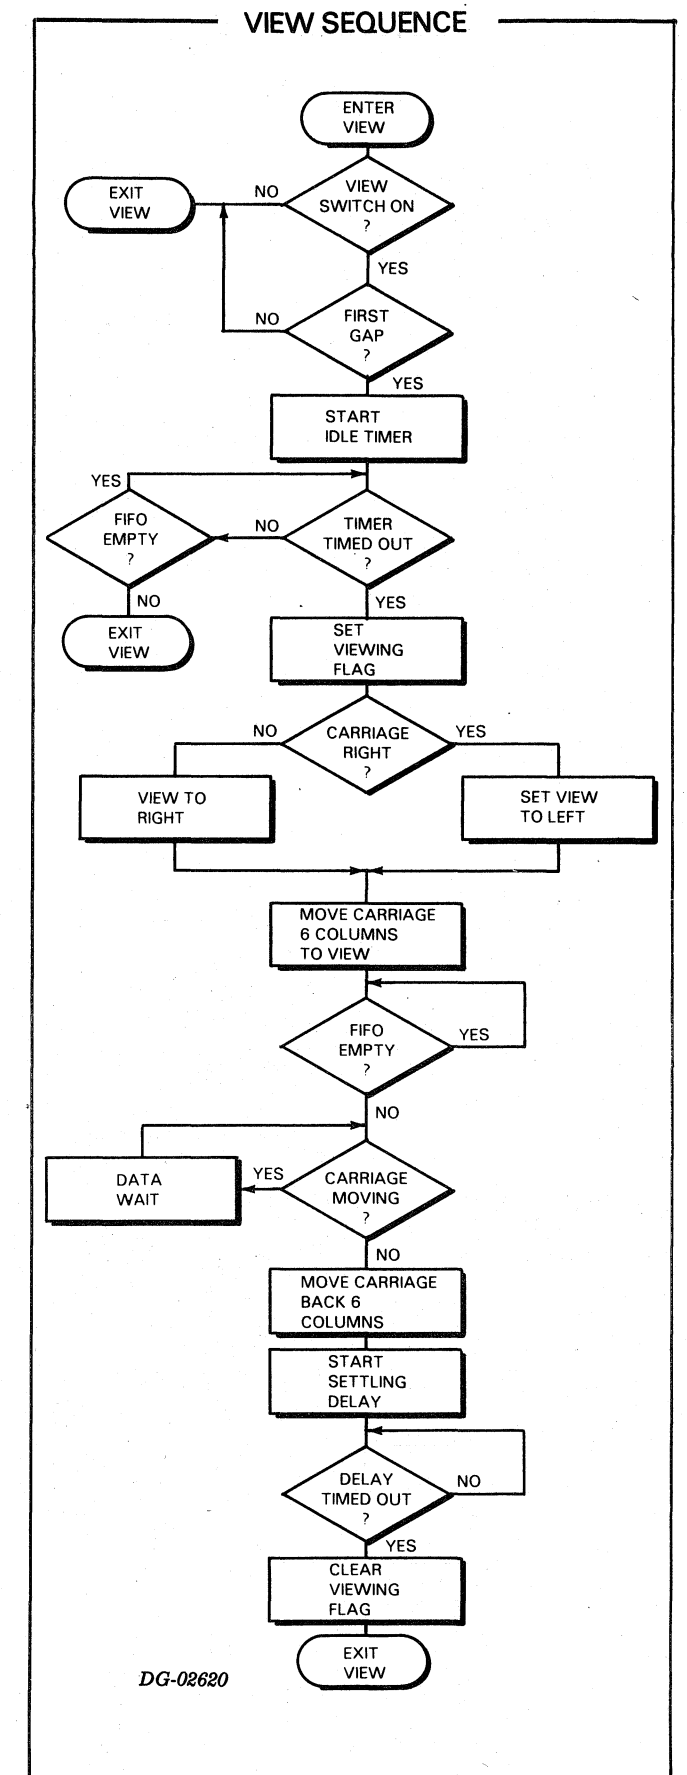 VIEW SEQUENCE
ENTER
VIEW
VIEW
SWITCH ON
?
NO
EXIT
VIEW
YES
FIRST
GAP
?
NO
YES
START
IDLE TIMER
YES
FIFO
EMPTY
?
NO
TIMER
TIMED OUT
?
NO
EXIT
VIEW
YES
SET
VIEWING
FLAG
NO
CARRIAGE
RIGHT
?
YES
VIEW TO
RIGHT
SET VIEW
TO LEFT
MOVE CARRIAGE
6 COLUMNS
TO VIEW
FIFO
EMPTY
?
YES
NO
DATA
WAIT
YES
CARRIAGE
MOVING
?
NO
MOVE CARRIAGE
BACK 6
COLUMNS
START
SETTLING
DELAY
DELAY
TIMED OUT
?
NO
YES
CLEAR
VIEWING
FLAG
EXIT
VIEW
DG-02620